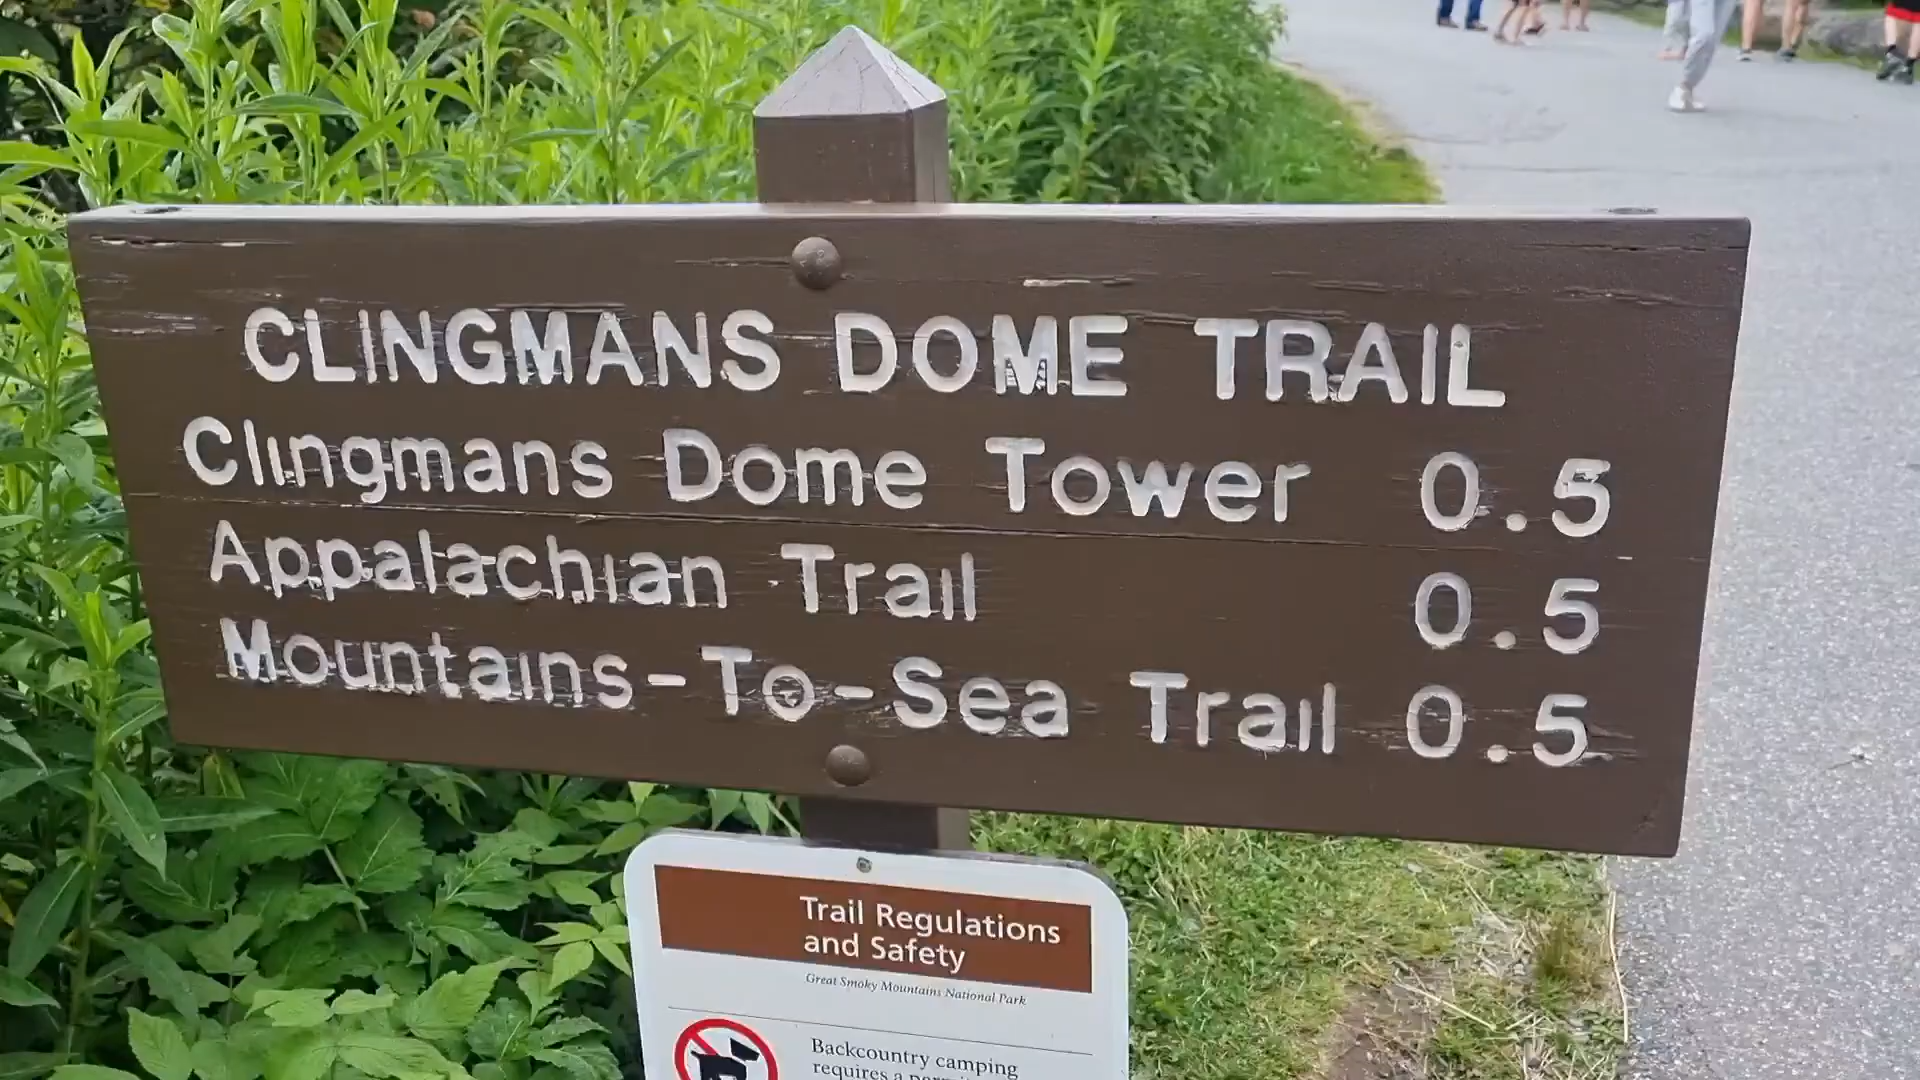 CLINGMANS DOME TRAIL
Clingmans Dome Tower 0.5
Appalachian Trail 0.5
Mountains-To-Sea Trail 0.5
Trail Regulations
and Safety
Great Smoky Mountains National Park
Backcountry camping
requires a